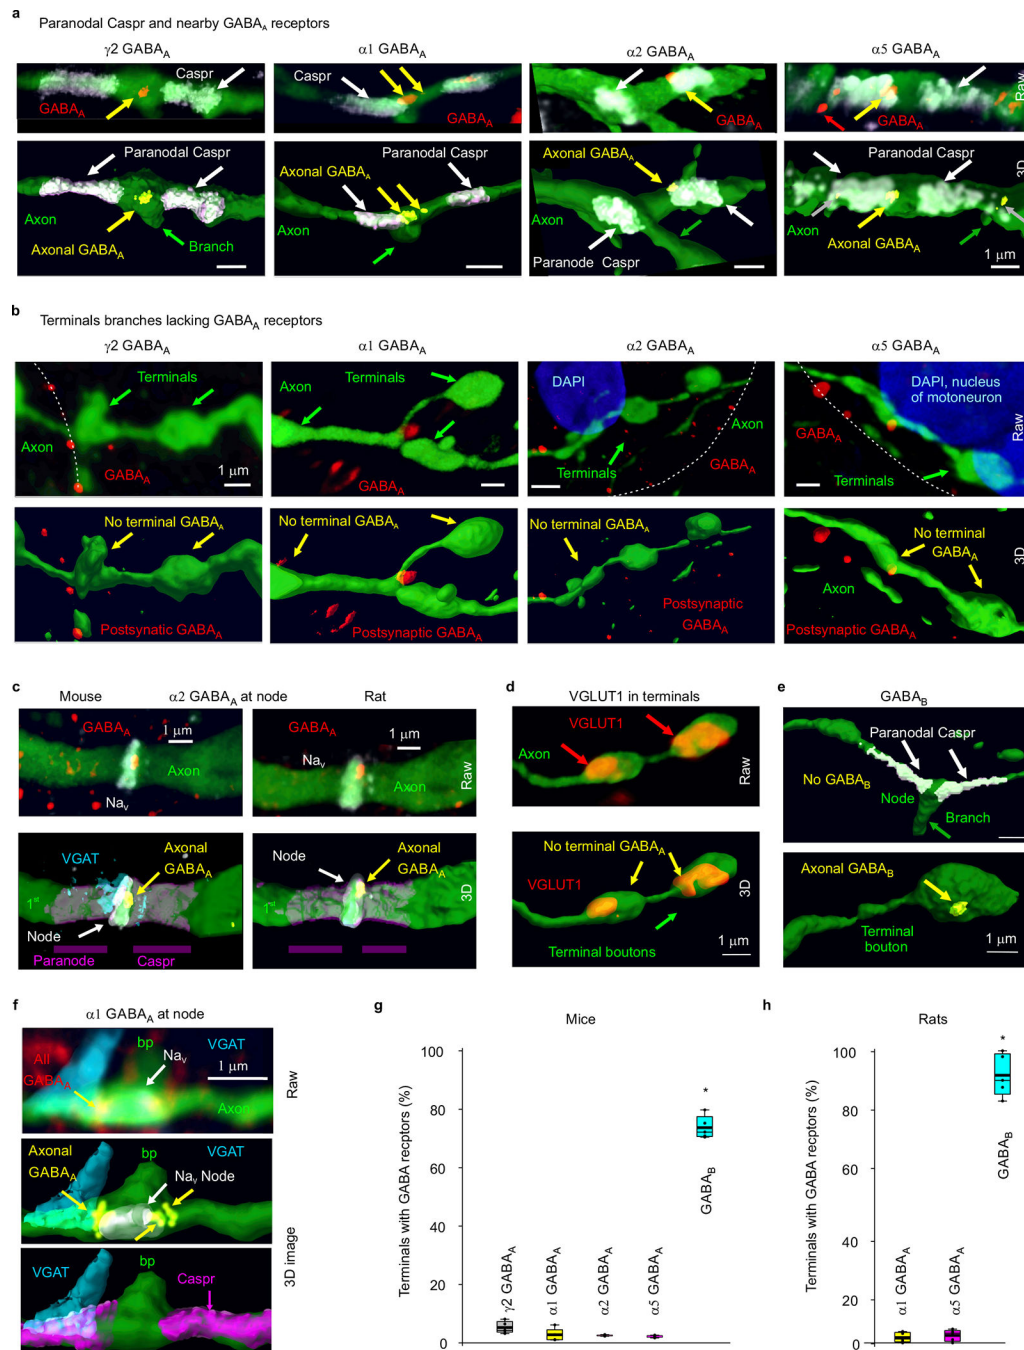 a
Paranodal Caspr and nearby GABAA receptors
γ2 GABAA
α1 GABAA
α2 GABAA
α5 GABAA
Caspr
GABAA
Caspr
GABAA
GABAA
GABAA
Raw
Paranodal Caspr
Axon
Axonal GABAA
Branch
Paranodal Caspr
Axonal GABAA
Axon
Axonal GABAA
Paranode Caspr
Paranodal Caspr
Axon
Axonal GABAA
1 μm
3D
b
Terminals branches lacking GABAA receptors
γ2 GABAA
α1 GABAA
α2 GABAA
α5 GABAA
Terminals
Axon
GABAA
1 μm
Axon
Terminals
GABAA
DAPI
Axon
Terminals
GABAA
DAPI, nucleus
of motoneuron
GABAA
Terminals
Raw
No terminal GABAA
Postsynatic GABAA
No terminal GABAA
Postsynaptic GABAA
No terminal GABAA
Postsynaptic
GABAA
No terminal
GABAA
Axon
Postsynaptic GABAA
3D
c
Mouse
α2 GABAA at node
Rat
GABAA
1 μm
Axon
Nav
GABAA
1 μm
Nav
Axon
Raw
VGAT
Axonal
GABAA
1st
Node
Paranode
Caspr
Node
Axonal
GABAA
1st
3D
d
VGLUT1 in terminals
VGLUT1
Axon
Raw
No terminal GABAA
VGLUT1
Terminal boutons
1 μm
3D
e
GABAB
Paranodal Caspr
No GABAB
Node
Branch
Axonal GABAB
Terminal
bouton
1 μm
f
α1 GABAA at node
bp
VGAT
Nav
All
GABAA
1 μm
Axon
Raw
Axonal
GABAA
bp
VGAT
Nav Node
VGAT
bp
Caspr
3D image
g
Mice
Terminals with GABA recptors (%)
100
80
60
40
20
0
*
GABAB
γ2 GABAA
α1 GABAA
α2 GABAA
α5 GABAA
h
Rats
Terminals with GABA receptors (%)
100
80
60
40
20
0
*
GABAB
α1 GABAA
α5 GABAA